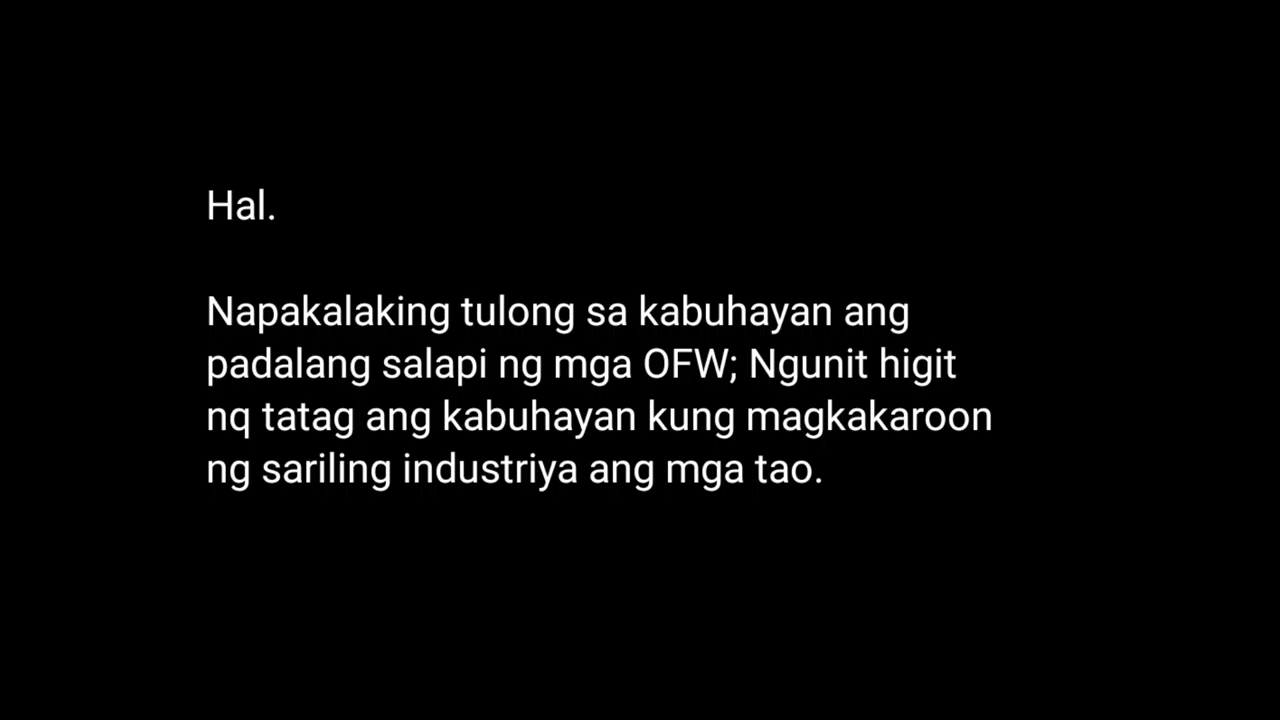 Hal.
Napakalaking tulong sa kabuhayan ang
padalang salapi ng mga OFW; Ngunit higit
nq tatag ang kabuhayan kung magkakaroon
ng sariling industriya ang mga tao.